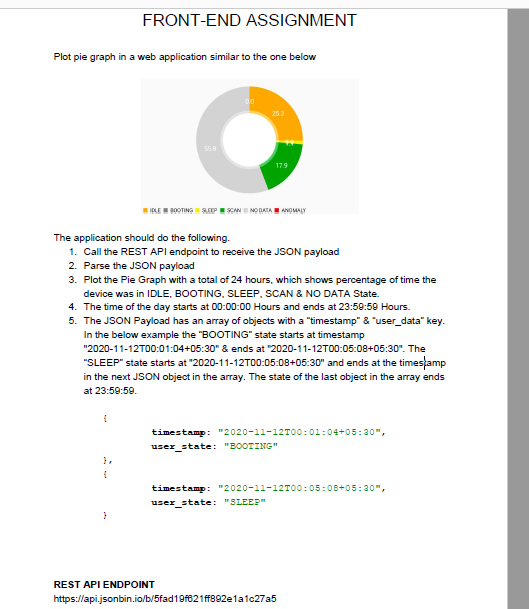 FRONT-END ASSIGNMENT
Plot pie graph in a web application similar to the one below
0.0
25.3
17.9
IDLE BOOTING SLEEP SCAN NO DATA ANOMALY
The application should do the following.
1. Call the REST API endpoint to receive the JSON payload
2. Parse the JSON payload
3. Plot the Pie Graph with a total of 24 hours, which shows percentage of time the
device was in IDLE, BOOTING, SLEEP, SCAN & NO DATA State.
4. The time of the day starts at 00:00:00 Hours and ends at 23:59:59 Hours.
5. The JSON Payload has an array of objects with a "timestamp" & "user_data" key.
In the below example the "BOOTING" state starts at timestamp
"2020-11-12T00:01:04+05:30" & ends at "2020-11-12T00:05:08+05:30". The
"SLEEP" state starts at "2020-11-12T00:05:08+05:30" and ends at the timestamp
in the next JSON object in the array. The state of the last object in the array ends
at 23:59:59.
{
timestamp: "2020-11-12T00:01:04+05:30",
user_state: "BOOTING"
},
{
timestamp: "2020-11-12T00:05:08+05:30",
user_state: "SLEEP"
}
REST API ENDPOINT
https://api.jsonbin.io/b/5fad19ff621ff892e1a1c27a5